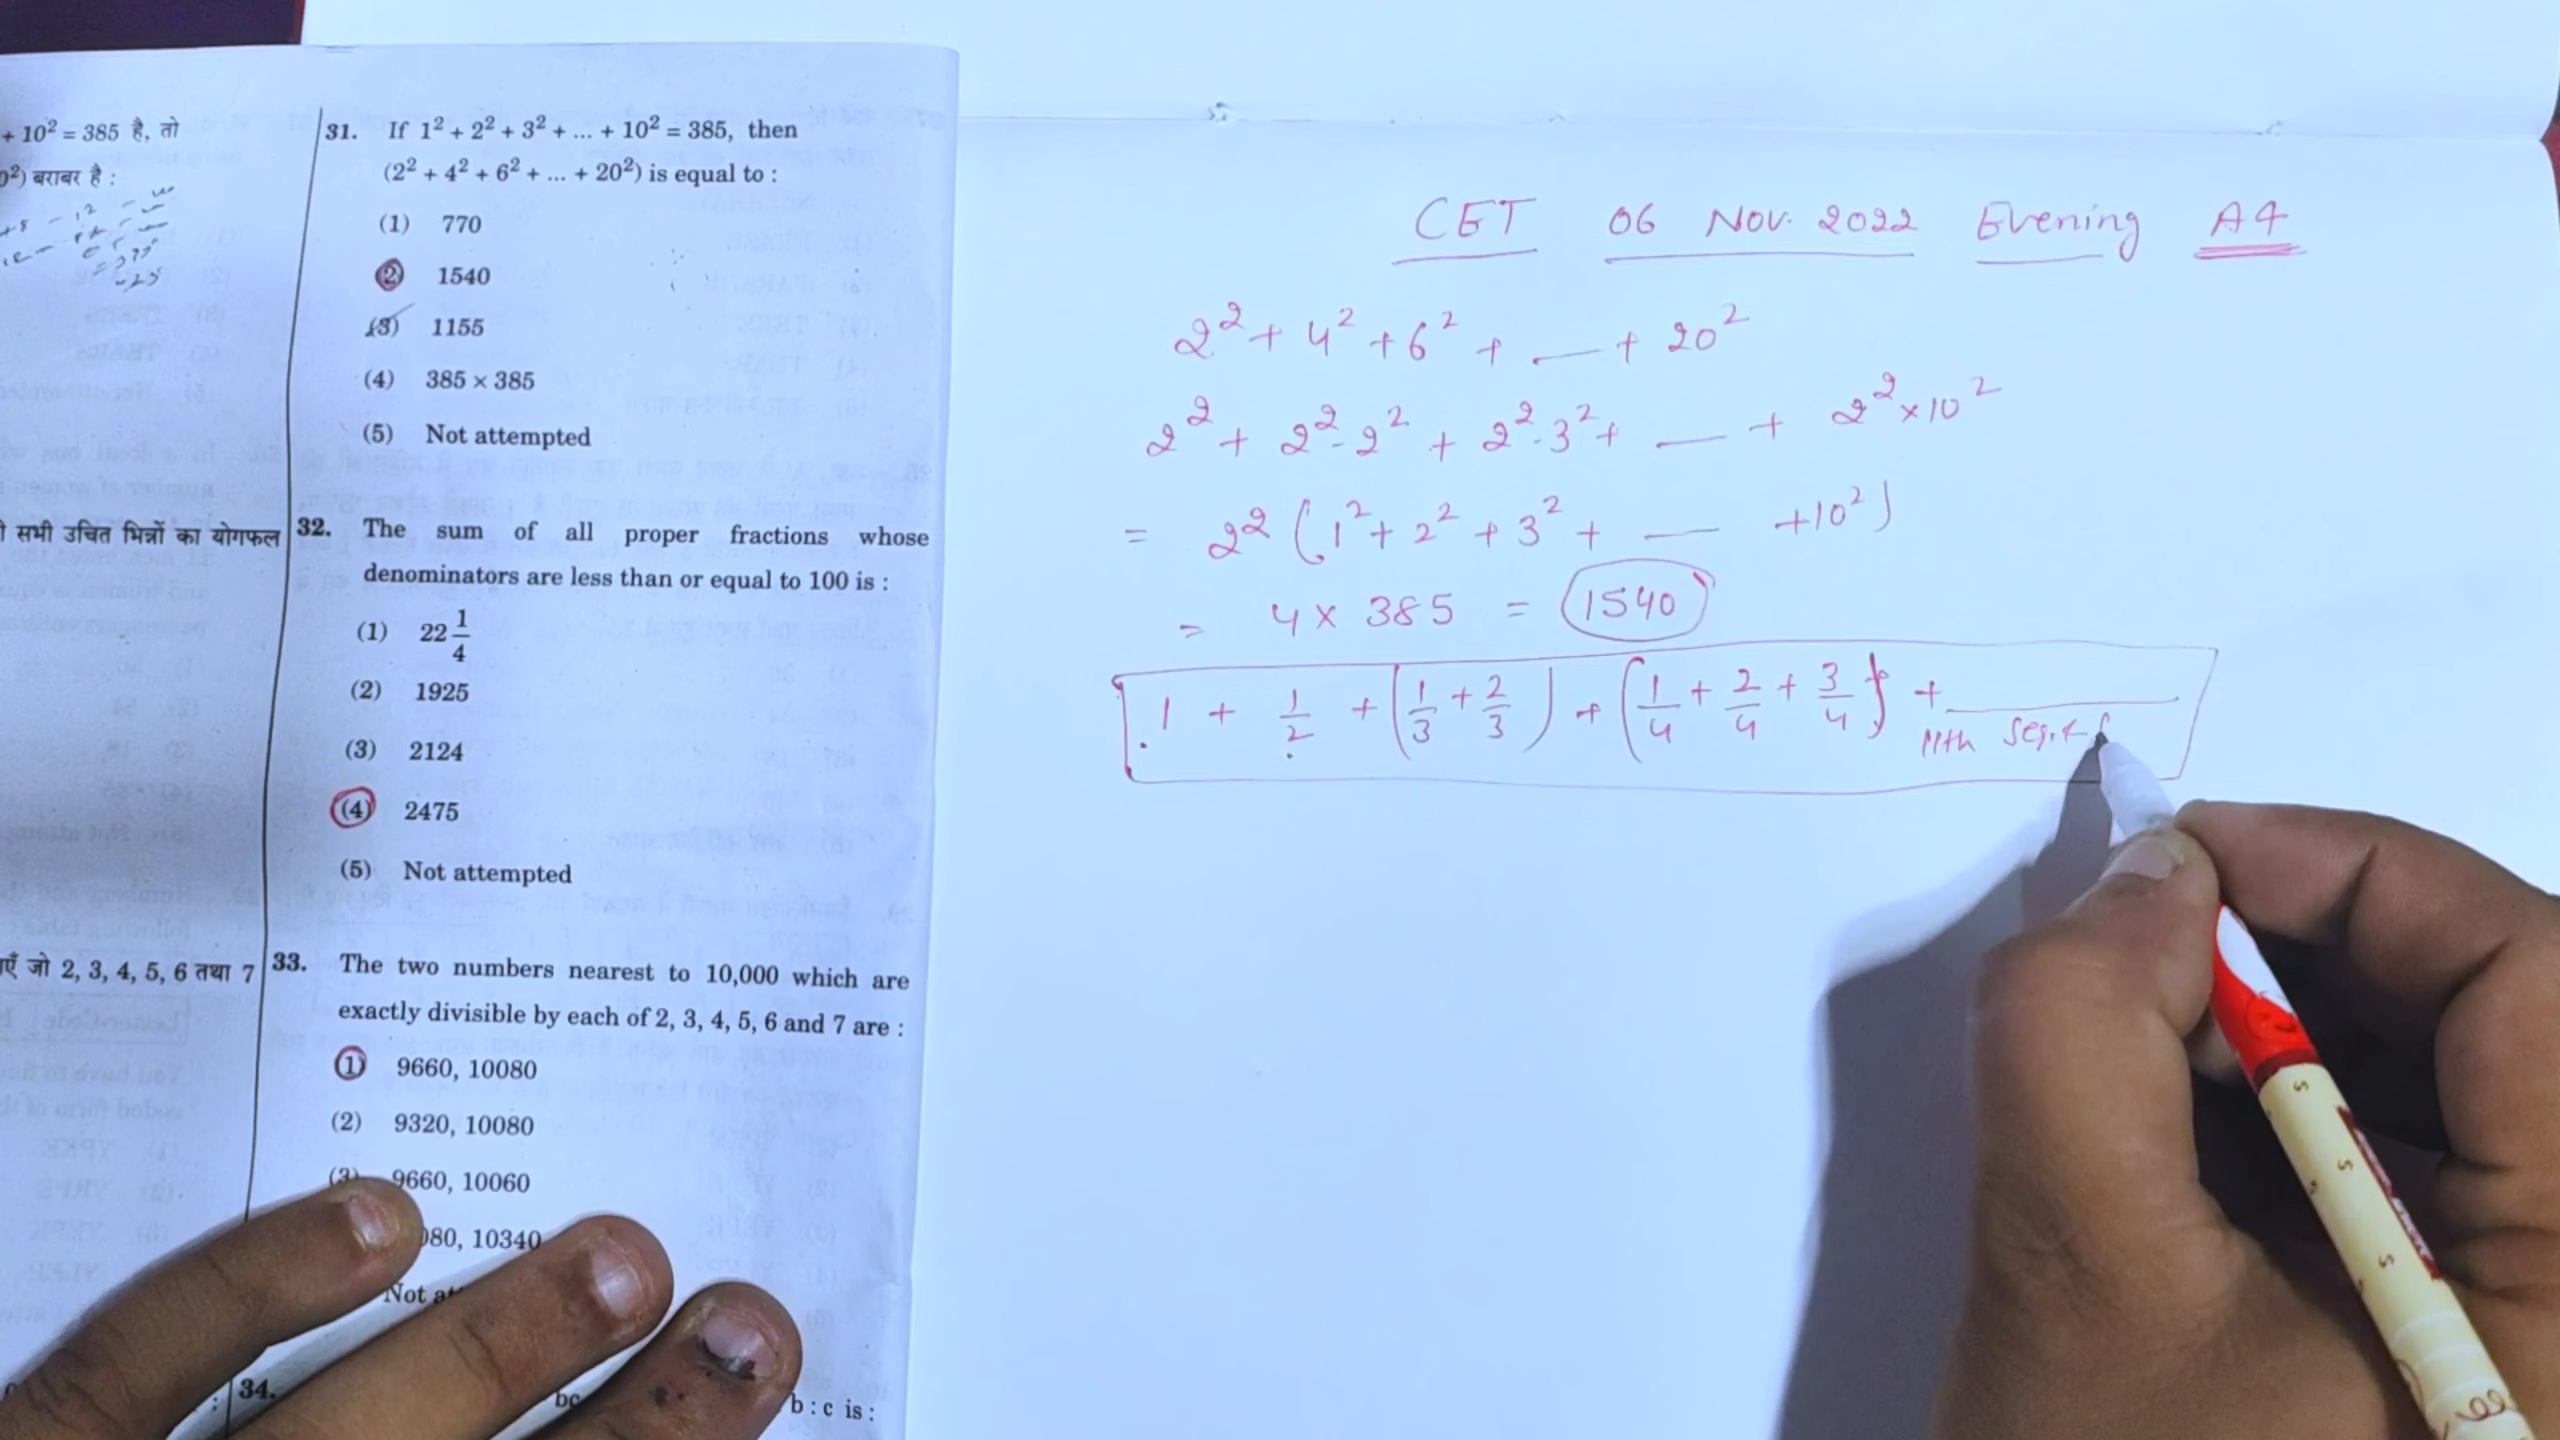 + 10² = 385 है, तो
0²) बराबर है :
सभी उचित भिन्नों का योगफल
जो 2, 3, 4, 5, 6 तथा 7
31. If 1² + 2² + 3² + ... + 10² = 385, then
(2² + 4² + 6² + ... + 20²) is equal to :
(1) 770
(2) 1540
(3) 1155
(4) 385 × 385
(5) Not attempted
32. The sum of all proper fractions whose
denominators are less than or equal to 100 is :
(1) 22 1/4
(2) 1925
(3) 2124
(4) 2475
(5) Not attempted
33. The two numbers nearest to 10,000 which are
exactly divisible by each of 2, 3, 4, 5, 6 and 7 are :
(1) 9660, 10080
(2) 9320, 10080
(3) 9660, 10060
080, 10340
Not at
34. bc b : c is :
CET 06 Nov. 2022 Evening A4
2² + 4² + 6² + — + 20²
2² + 2²·2² + 2²·3² + — + 2²×10²
= 2² (1² + 2² + 3² + — +10²)
= 4 × 385 = 1540
1 + 1/2 + (1/3 + 2/3) + (1/4 + 2/4 + 3/4) +
11th